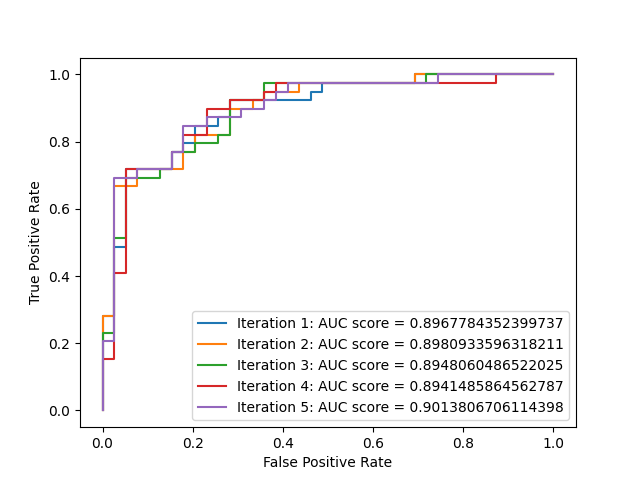 1.0
0.8
0.6
0.4
0.2
0.0
True Positive Rate
Iteration 1: AUC score = 0.8967784352399737
Iteration 2: AUC score = 0.8980933596318211
Iteration 3: AUC score = 0.8948060486522025
Iteration 4: AUC score = 0.8941485864562787
Iteration 5: AUC score = 0.9013806706114398
0.0 0.2 0.4 0.6 0.8 1.0
False Positive Rate